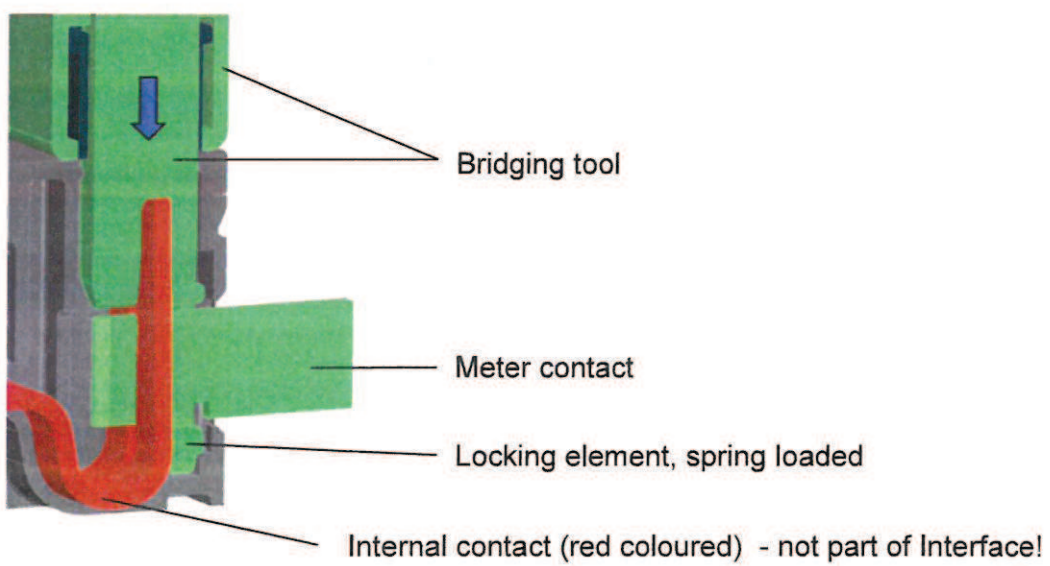 Bridging tool
Meter contact
Locking element, spring loaded
Internal contact (red coloured) - not part of Interface!